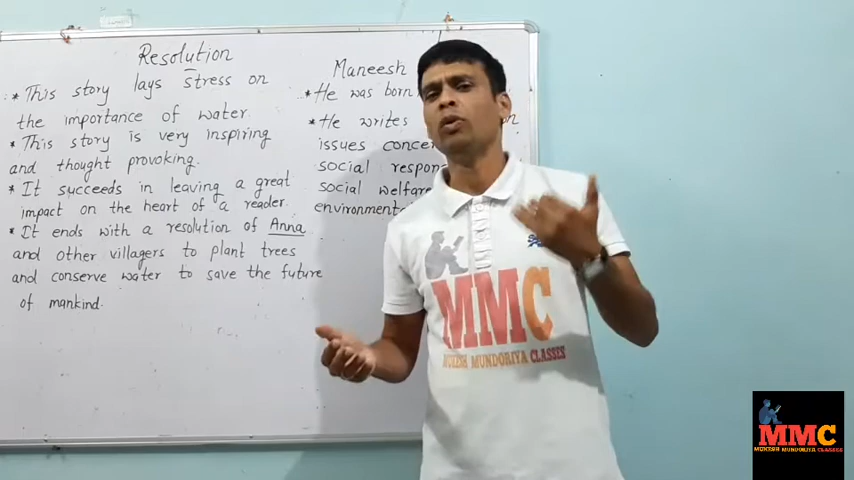 Resolution
* This story lays stress on
the importance of water.
* This story is very inspiring
and thought provoking.
* It succeeds in leaving a great
impact on the heart of a reader.
* It ends with a resolution of Anna
and other villagers to plant trees
and conserve water to save the future
of mankind.
Maneesh
* He was born
* He writes
issues
social
social
environment
MMC
MUKESH MUNDORIYA CLASSES
MMC
MUKESH MUNDORIYA CLASSES